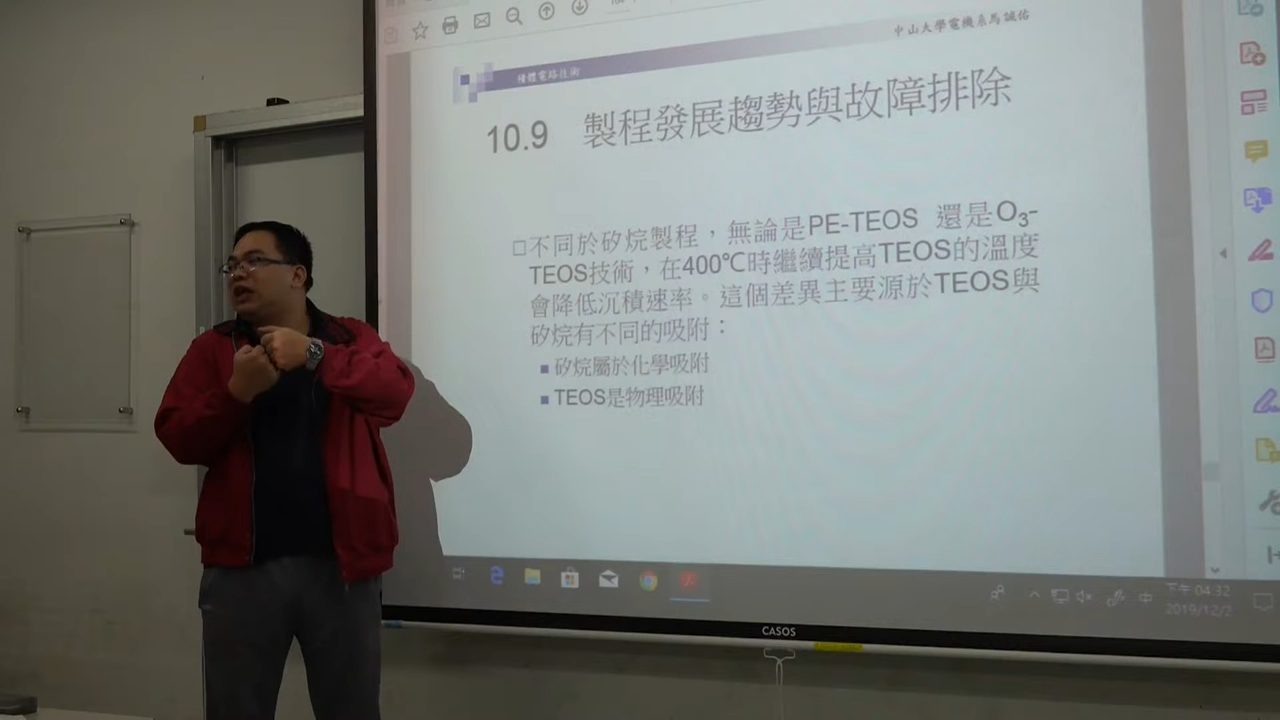 中山大學電機系馬誠佑
積體電路技術
10.9 製程發展趨勢與故障排除
不同於矽烷製程，無論是PE-TEOS 還是O₃-
TEOS技術，在400℃時繼續提高TEOS的溫度
會降低沉積速率。這個差異主要源於TEOS與
矽烷有不同的吸附：
矽烷屬於化學吸附
TEOS是物理吸附
中
下午 04:32
2019/12/2
CASOS